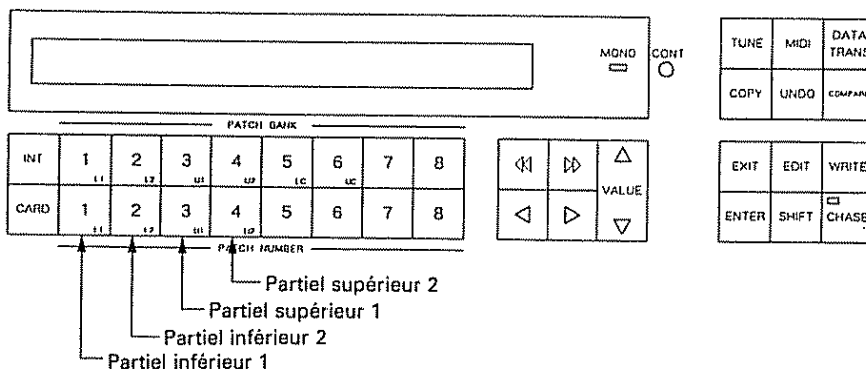 MONO CONT
TUNE MIDI DATA TRANS
COPY UNDO COMPARE
PATCH BANK
INT 1 L1 2 L2 3 U1 4 U2 5 LC 6 UC 7 8
CARD 1 L1 2 L2 3 U1 4 U2 5 6 7 8
PATCH NUMBER
VALUE
EXIT EDIT WRITE
ENTER SHIFT CHASE
Partiel supérieur 2
Partiel supérieur 1
Partiel inférieur 2
Partiel inférieur 1